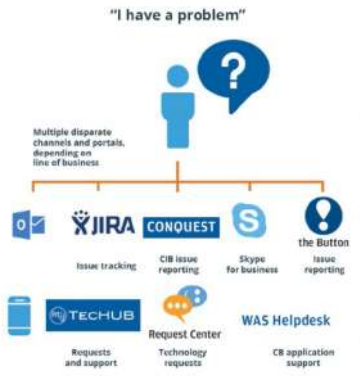 "I have a problem"
?
Multiple disparate
channels and portals,
depending on
line of business
JIRA
CONQUEST
S
the Button
Issue tracking
CIB issue
reporting
Skype
for business
Issue
reporting
TECHUB
Request Center
WAS Helpdesk
Requests
and support
Technology
requests
CB application
support